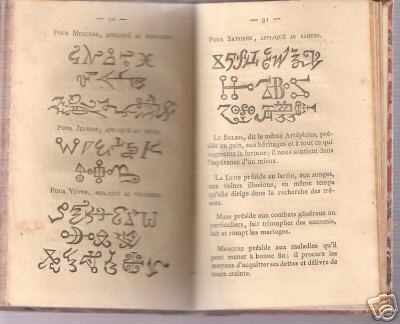 — 90 —
POUR MERCURE, APPLIQUÉ AU MERCREDI.
POUR JUPITER, APPLIQUÉ AU JEUDI.
POUR VÉNUS, APPLIQUÉ AU VENDREDI.
— 91 —
POUR SATURNE, APPLIQUÉ AU SAMEDI.
LE SOLEIL, dit le même Artéphius, prési-
de au gain, aux héritages et à tout ce qui
augmente la fortune; il nous soutient dans
l'espérance d'un mieux.
LA LUNE préside au larcin, aux songes,
aux vaines illusions, en même temps
qu'elle dirige dans la recherche des tré-
sors.
MARS préside aux combats généraux ou
particuliers, fait triompher des ennemis,
fait et rompt les mariages.
MERCURE préside aux maladies qu'il
peut mener à bonne fin; il procure les
moyens d'acquitter ses dettes et délivre de
toute crainte.